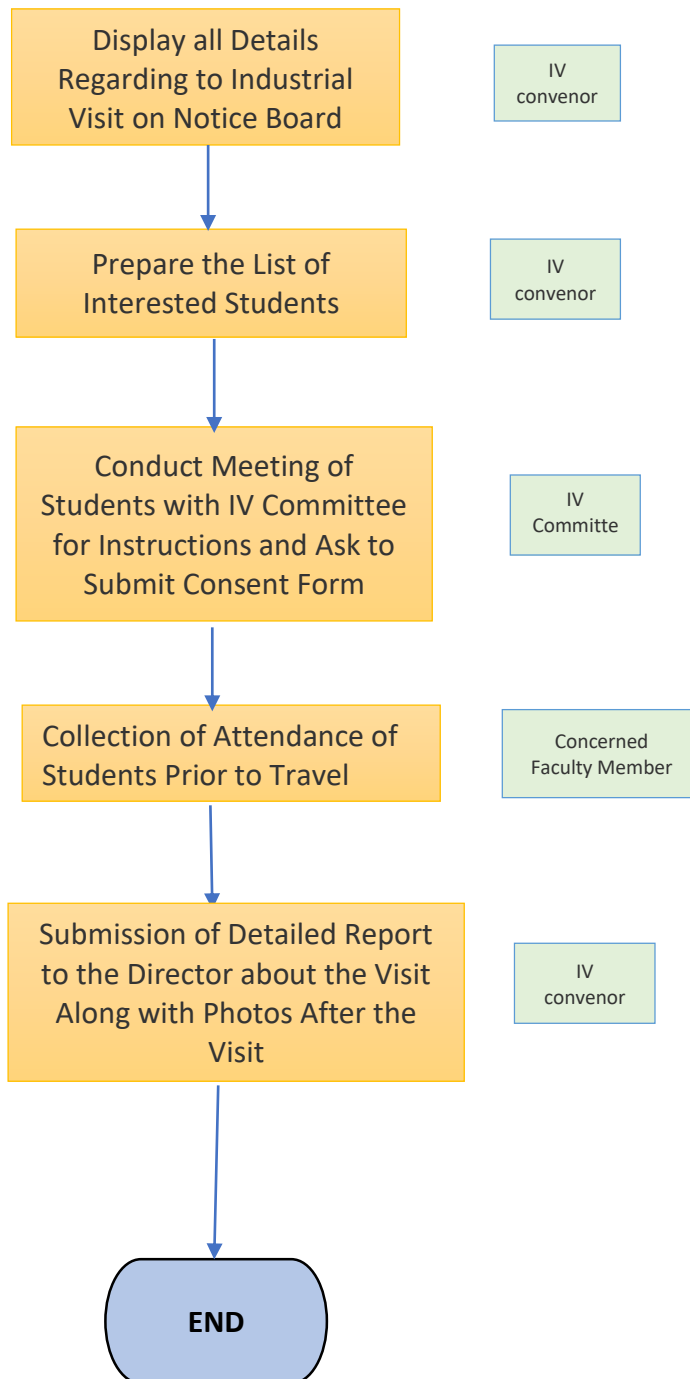 Display all Details
Regarding to Industrial
Visit on Notice Board
IV
convenor
Prepare the List of
Interested Students
IV
convenor
Conduct Meeting of
Students with IV Committee
for Instructions and Ask to
Submit Consent Form
IV
Committe
Collection of Attendance of
Students Prior to Travel
Concerned
Faculty Member
Submission of Detailed Report
to the Director about the Visit
Along with Photos After the
Visit
IV
convenor
END